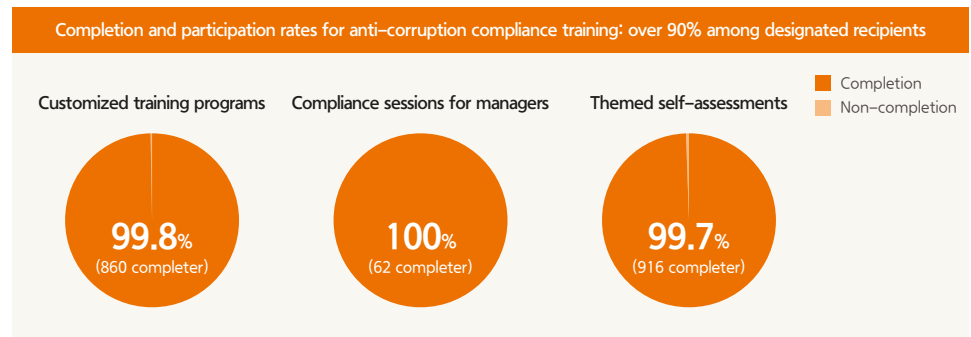 Completion and participation rates for anti-corruption compliance training: over 90% among designated recipients
Completion
Non-completion
Customized training programs
Compliance sessions for managers
Themed self-assessments
99.8%
(860 completer)
100%
(62 completer)
99.7%
(916 completer)